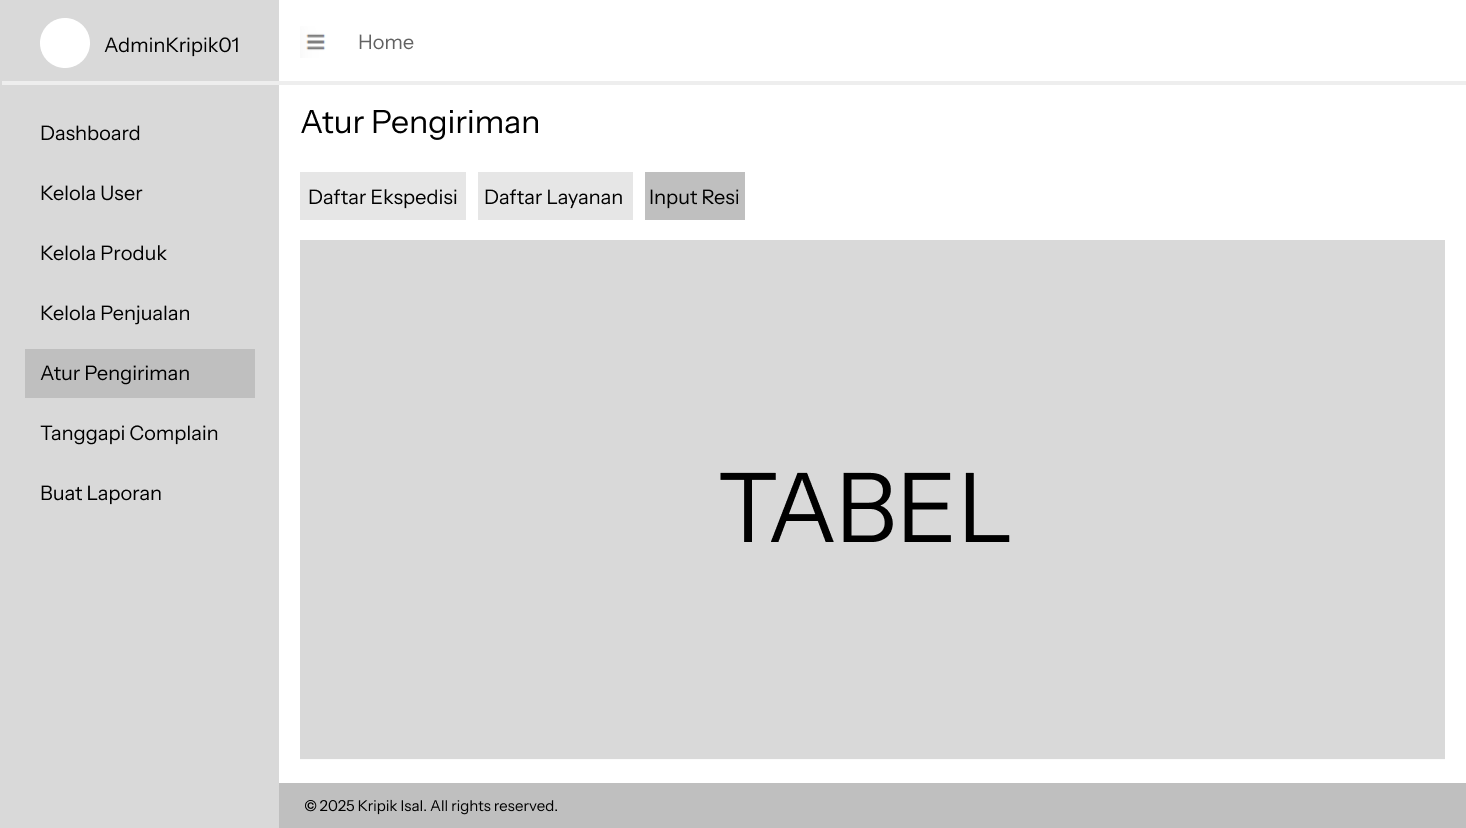 AdminKripik01
Home
Dashboard
Kelola User
Kelola Produk
Kelola Penjualan
Atur Pengiriman
Tanggapi Complain
Buat Laporan
Atur Pengiriman
Daftar Ekspedisi
Daftar Layanan
Input Resi
TABEL
© 2025 Kripik Isal. All rights reserved.